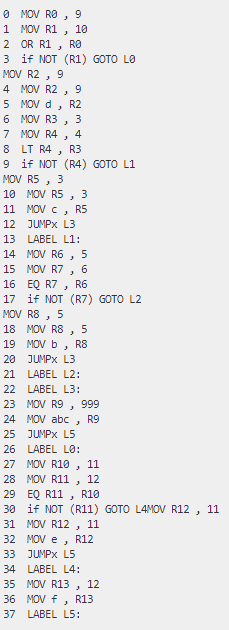 0 MOV R0 , 9
1 MOV R1 , 10
2 OR R1 , R0
3 if NOT (R1) GOTO L0
MOV R2 , 9
4 MOV R2 , 9
5 MOV d , R2
6 MOV R3 , 3
7 MOV R4 , 4
8 LT R4 , R3
9 if NOT (R4) GOTO L1
MOV R5 , 3
10 MOV R5 , 3
11 MOV c , R5
12 JUMPx L3
13 LABEL L1:
14 MOV R6 , 5
15 MOV R7 , 6
16 EQ R7 , R6
17 if NOT (R7) GOTO L2
MOV R8 , 5
18 MOV R8 , 5
19 MOV b , R8
20 JUMPx L3
21 LABEL L2:
22 LABEL L3:
23 MOV R9 , 999
24 MOV abc , R9
25 JUMPx L5
26 LABEL L0:
27 MOV R10 , 11
28 MOV R11 , 12
29 EQ R11 , R10
30 if NOT (R11) GOTO L4MOV R12 , 11
31 MOV R12 , 11
32 MOV e , R12
33 JUMPx L5
34 LABEL L4:
35 MOV R13 , 12
36 MOV f , R13
37 LABEL L5: